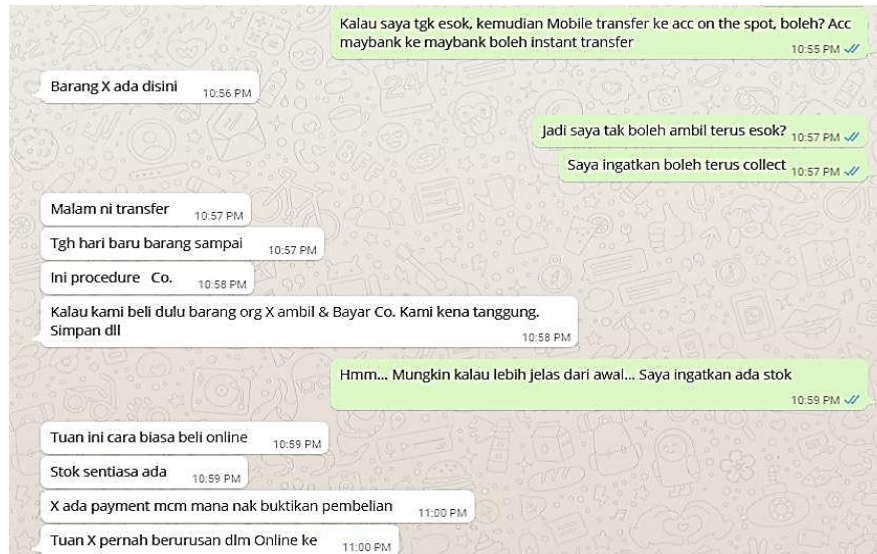 Kalau saya tgk esok, kemudian Mobile transfer ke acc on the spot, boleh? Acc
maybank ke maybank boleh instant transfer
10:55 PM
Barang X ada disini 10:56 PM
Jadi saya tak boleh ambil terus esok? 10:57 PM
Saya ingatkan boleh terus collect 10:57 PM
Malam ni transfer 10:57 PM
Tgh hari baru barang sampai 10:57 PM
Ini procedure Co. 10:58 PM
Kalau kami beli dulu barang org X ambil & Bayar Co. Kami kena tanggung.
Simpan dll
10:58 PM
Hmm... Mungkin kalau lebih jelas dari awal... Saya ingatkan ada stok
10:59 PM
Tuan ini cara biasa beli online 10:59 PM
Stok sentiasa ada 10:59 PM
X ada payment mcm mana nak buktikan pembelian 11:00 PM
Tuan X pernah berurusan dlm Online ke 11:00 PM